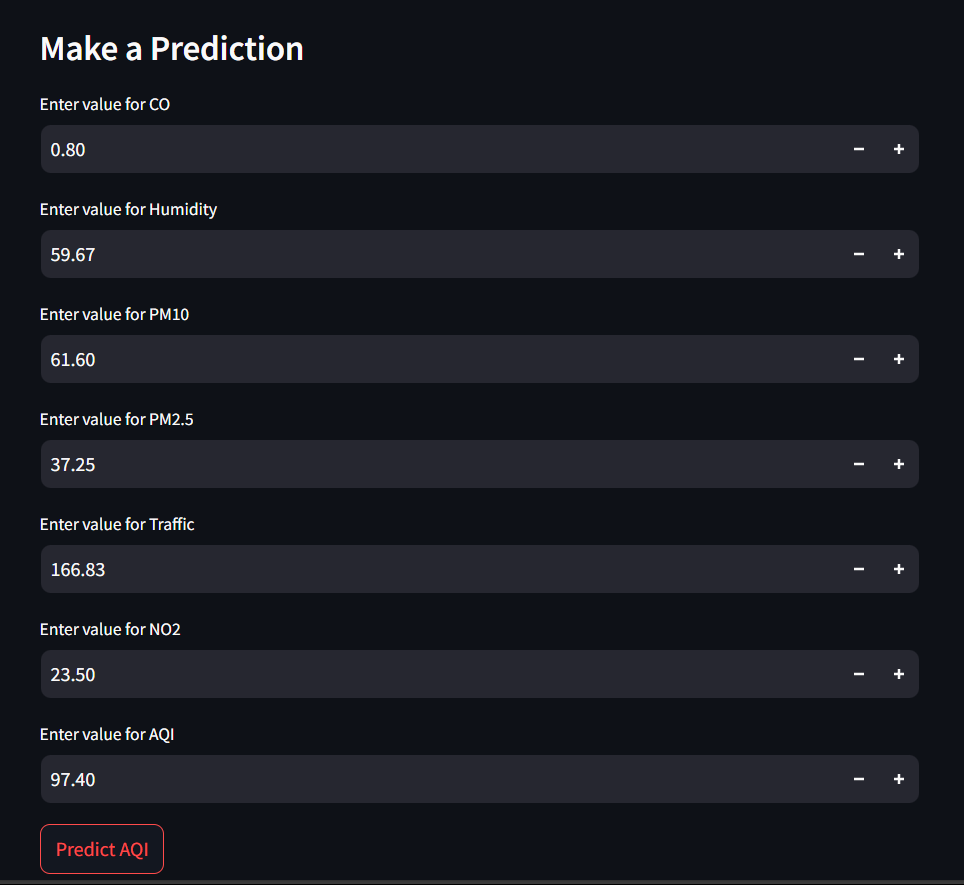 Make a Prediction
Enter value for CO
0.80 − +
Enter value for Humidity
59.67 − +
Enter value for PM10
61.60 − +
Enter value for PM2.5
37.25 − +
Enter value for Traffic
166.83 − +
Enter value for NO2
23.50 − +
Enter value for AQI
97.40 − +
Predict AQI